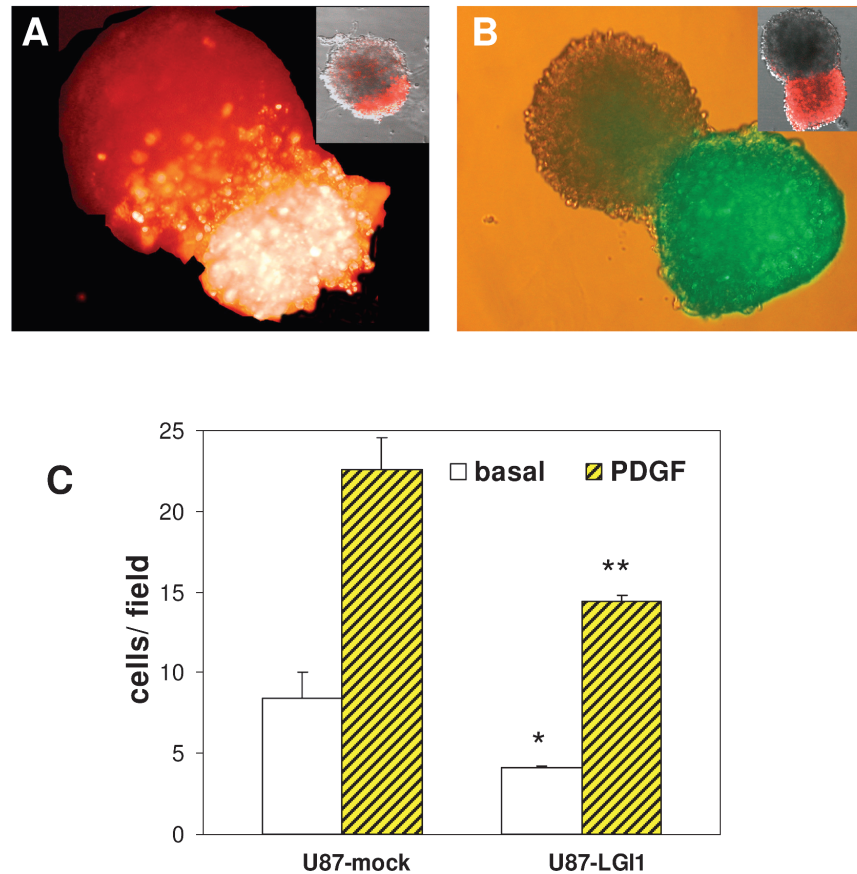 A
B
C
25
20
15
10
5
0
cells/ field
basal
PDGF
*
**
U87-mock
U87-LGI1